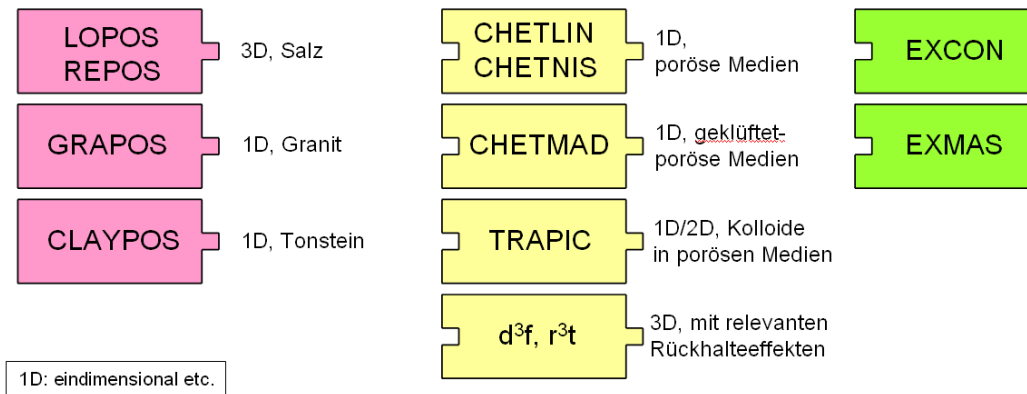 LOPOS
REPOS
3D, Salz
GRAPOS
1D, Granit
CLAYPOS
1D, Tonstein
CHETLIN
CHETNIS
1D,
poröse Medien
CHETMAD
1D, geklüftet-
poröse Medien
TRAPIC
1D/2D, Kolloide
in porösen Medien
d³f, r³t
3D, mit relevanten
Rückhalteeffekten
EXCON
EXMAS
1D: eindimensional etc.